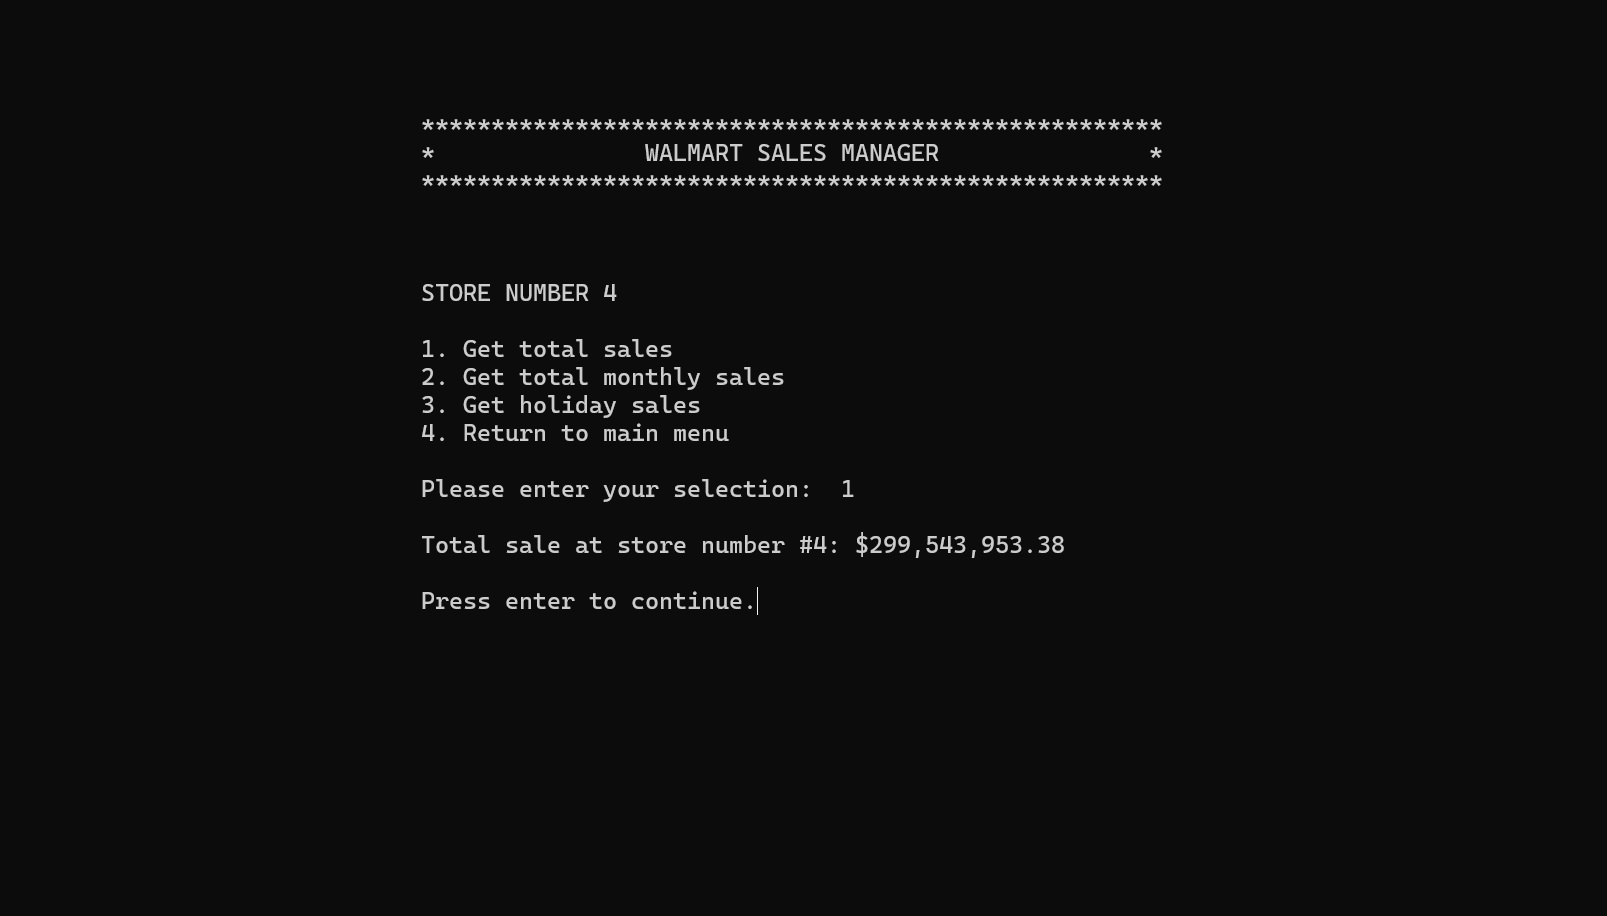 *****************************************************
*               WALMART SALES MANAGER               *
*****************************************************
STORE NUMBER 4
1. Get total sales
2. Get total monthly sales
3. Get holiday sales
4. Return to main menu
Please enter your selection:  1
Total sale at store number #4: $299,543,953.38
Press enter to continue.